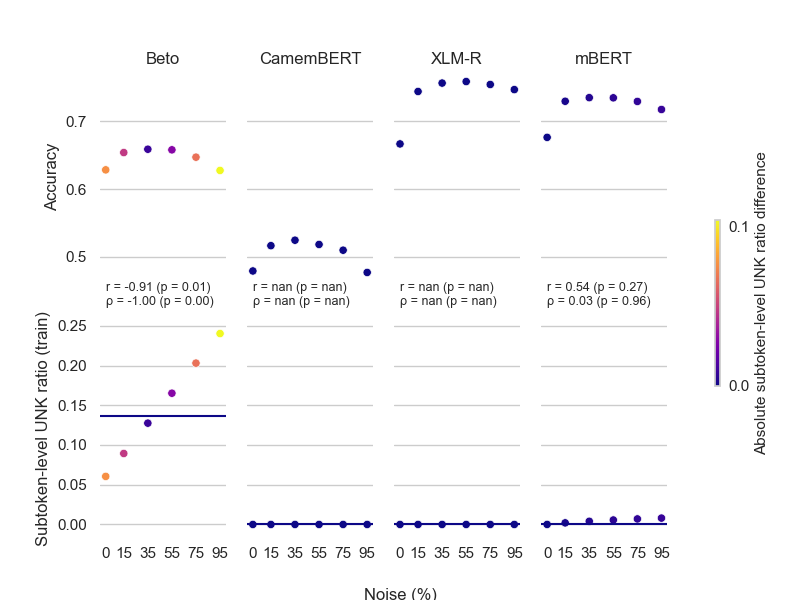 Beto CamemBERT XLM-R mBERT
Accuracy
0.7
0.6
0.5
r = -0.91 (p = 0.01)
ρ = -1.00 (p = 0.00)
r = nan (p = nan)
ρ = nan (p = nan)
r = nan (p = nan)
ρ = nan (p = nan)
r = 0.54 (p = 0.27)
ρ = 0.03 (p = 0.96)
Subtoken-level UNK ratio (train)
0.25
0.20
0.15
0.10
0.05
0.00
0 15 35 55 75 95 0 15 35 55 75 95 0 15 35 55 75 95 0 15 35 55 75 95
Noise (%)
0.1
0.0
Absolute subtoken-level UNK ratio difference